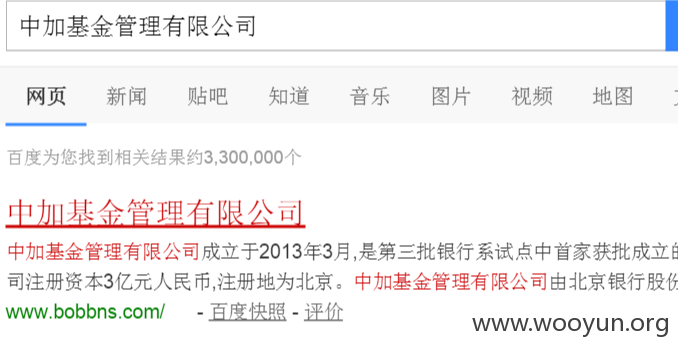 中加基金管理有限公司
网页 新闻 贴吧 知道 音乐 图片 视频 地图
百度为您找到相关结果约3,300,000个
中加基金管理有限公司
中加基金管理有限公司成立于2013年3月,是第三批银行系试点中首家获批成立的
司注册资本3亿元人民币,注册地为北京。中加基金管理有限公司由北京银行股份
www.bobbns.com/ - 百度快照 - 评价
www.wooyun.org